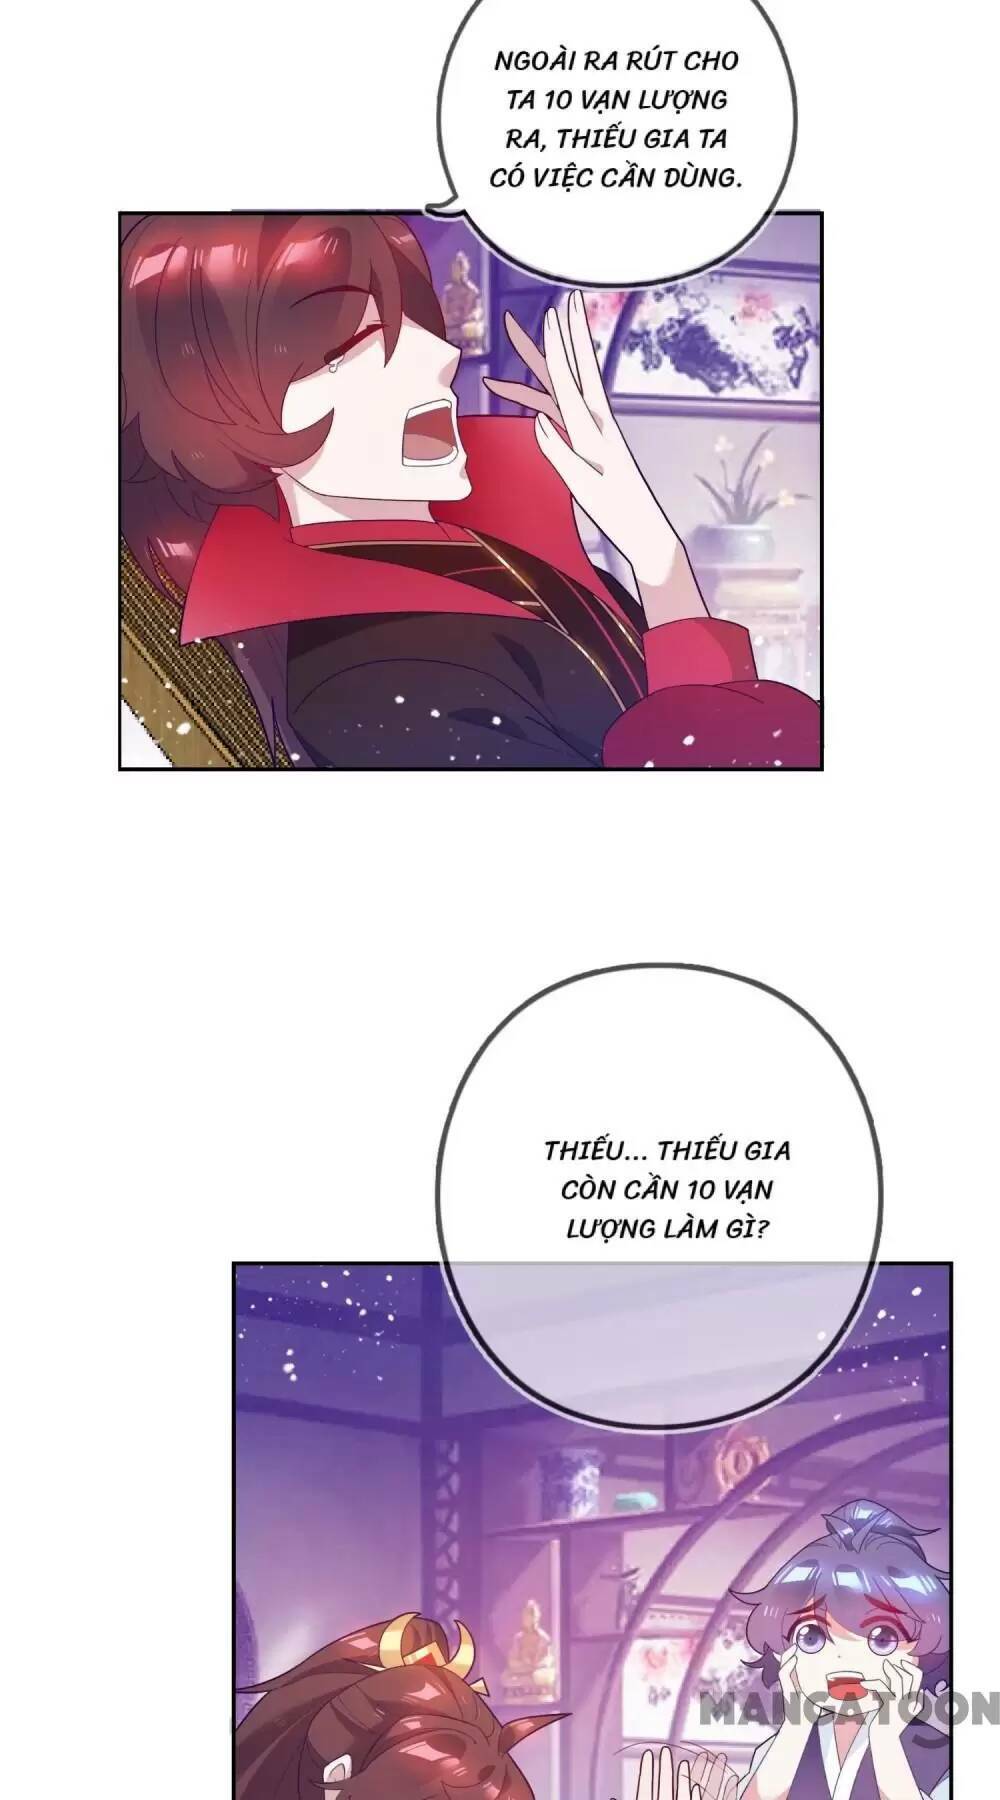 NGOÀI RA RÚT CHO
TA 10 VẠN LƯỢNG
RA, THIẾU GIA TA
CÓ VIỆC CẦN DÙNG.
THIẾU... THIẾU GIA
CÒN CẦN 10 VẠN
LƯỢNG LÀM GÌ?
MANGATOON